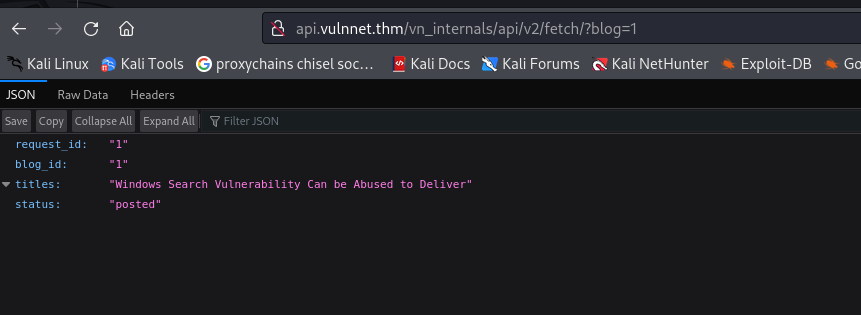 api.vulnnet.thm/vn_internals/api/v2/fetch/?blog=1
Kali Linux Kali Tools proxychains chisel soc... Kali Docs Kali Forums Kali NetHunter Exploit-DB Go
JSON Raw Data Headers
Save Copy Collapse All Expand All Filter JSON
request_id: "1"
blog_id: "1"
titles: "Windows Search Vulnerability Can be Abused to Deliver"
status: "posted"